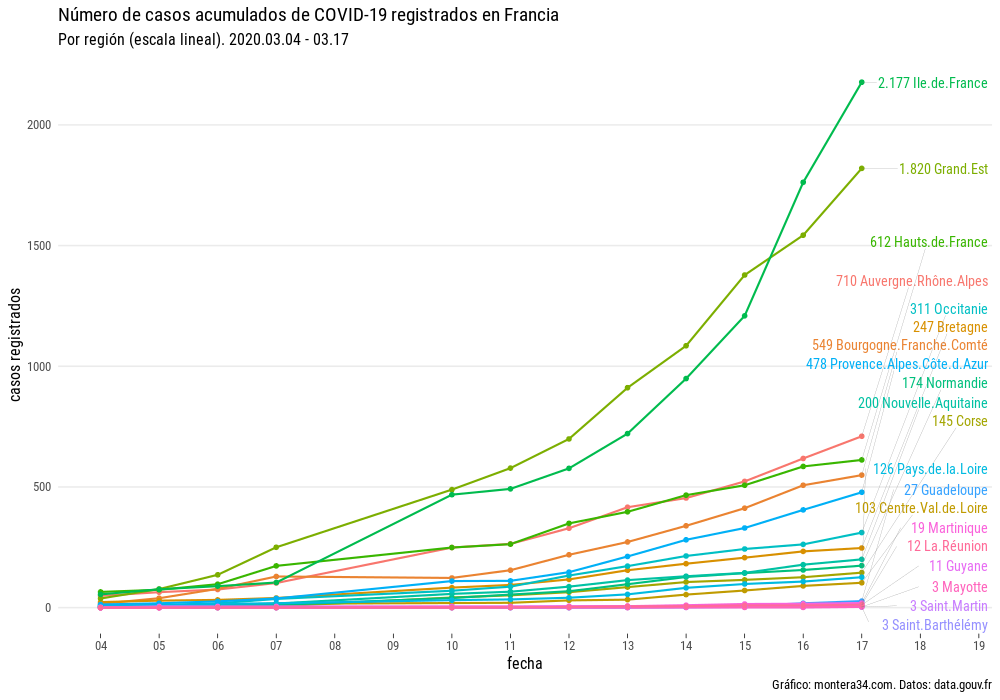 Número de casos acumulados de COVID-19 registrados en Francia
Por región (escala lineal). 2020.03.04 - 03.17
casos registrados
2000
1500
1000
500
0
2.177 Ile.de.France
1.820 Grand.Est
612 Hauts.de.France
710 Auvergne.Rhône.Alpes
311 Occitanie
247 Bretagne
549 Bourgogne.Franche.Comté
478 Provence.Alpes.Côte.d.Azur
174 Normandie
200 Nouvelle.Aquitaine
145 Corse
126 Pays.de.la.Loire
27 Guadeloupe
103 Centre.Val.de.Loire
19 Martinique
12 La.Réunion
11 Guyane
3 Mayotte
3 Saint.Martin
3 Saint.Barthélémy
04 05 06 07 08 09 10 11 12 13 14 15 16 17 18 19
fecha
Gráfico: montera34.com. Datos: data.gouv.fr